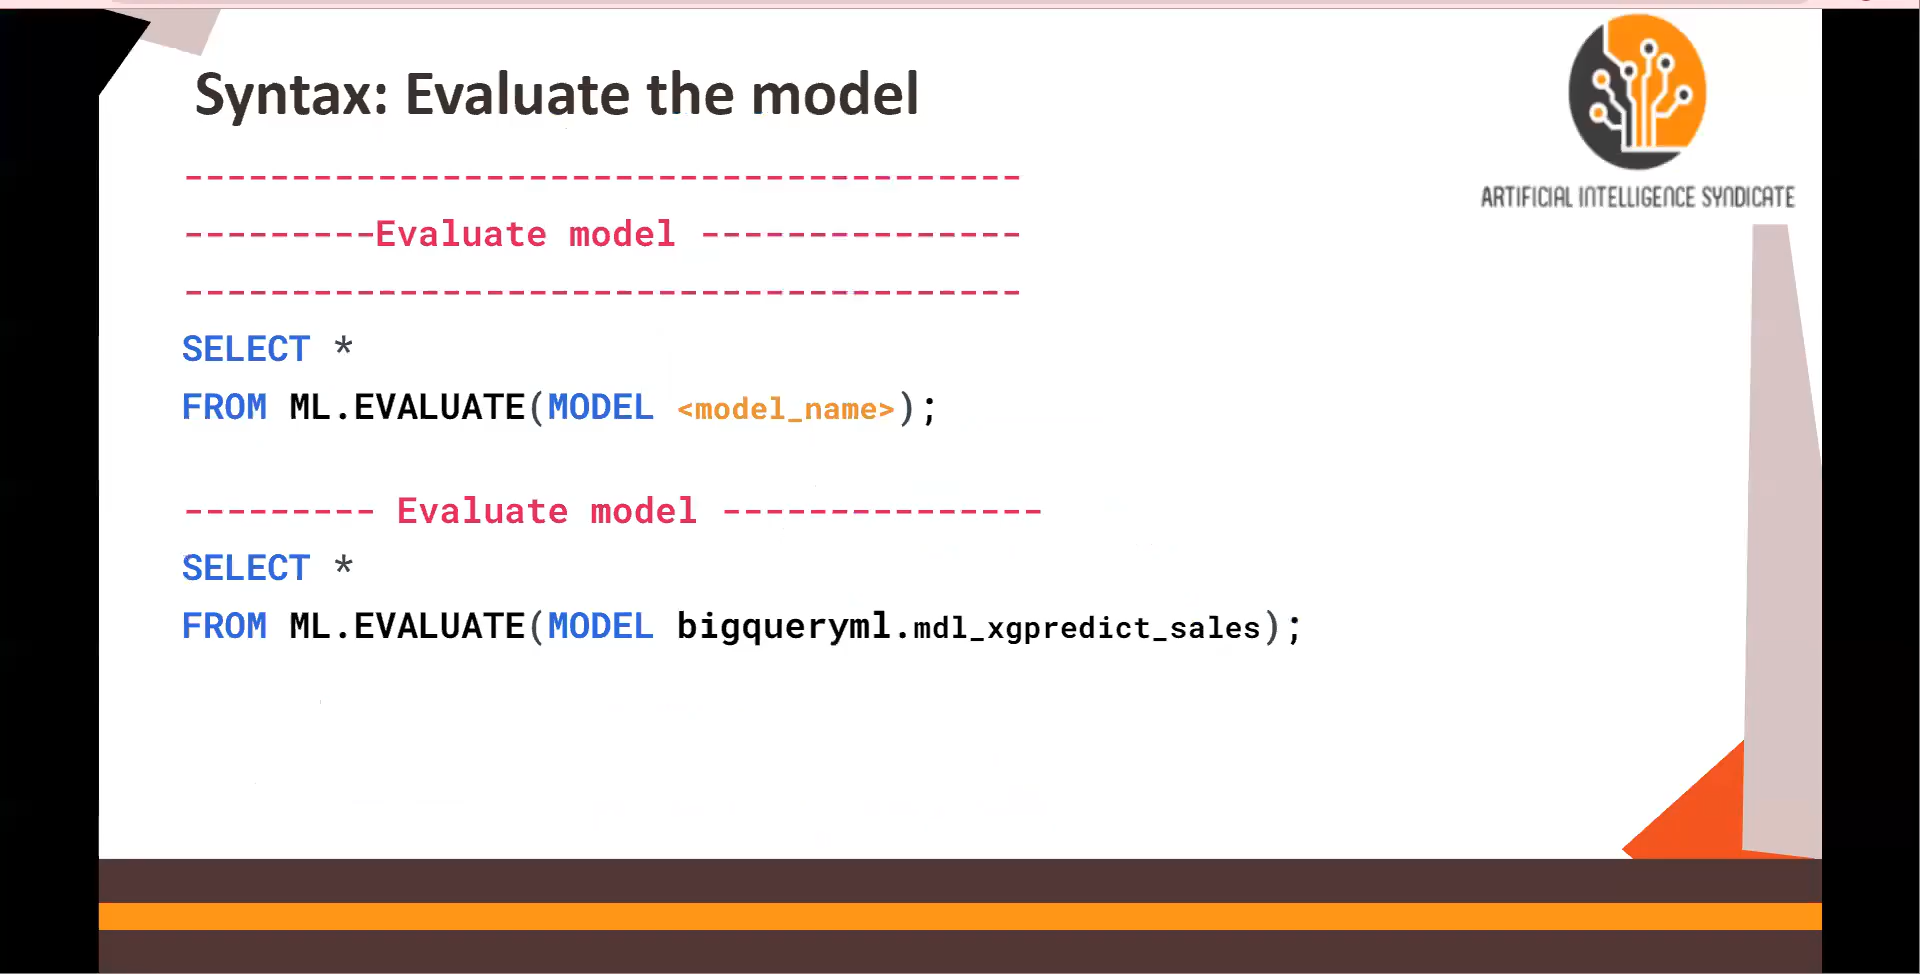 Syntax: Evaluate the model
ARTIFICIAL INTELLIGENCE SYNDICATE
---------------------------------------
---------Evaluate model ---------------
---------------------------------------
SELECT *
FROM ML.EVALUATE(MODEL <model_name>);
--------- Evaluate model ---------------
SELECT *
FROM ML.EVALUATE(MODEL bigqueryml.mdl_xgpredict_sales);